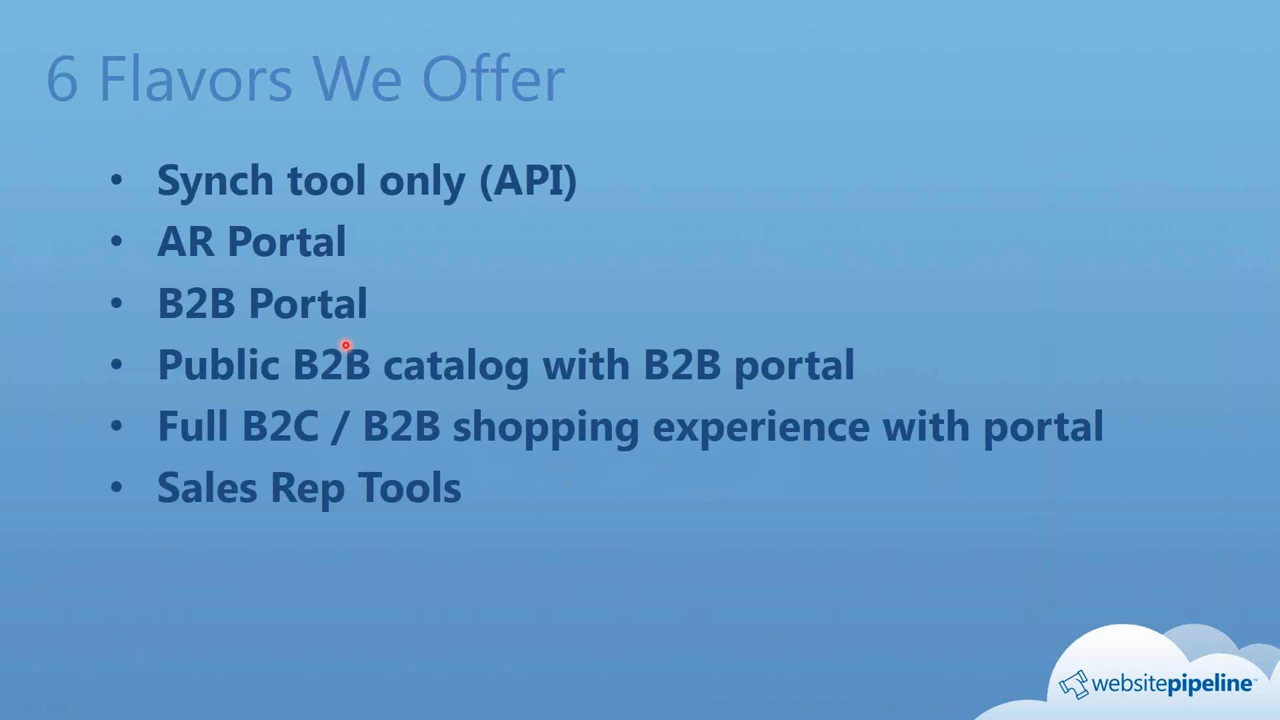 6 Flavors We Offer
• Synch tool only (API)
• AR Portal
• B2B Portal
• Public B2B catalog with B2B portal
• Full B2C / B2B shopping experience with portal
• Sales Rep Tools
websitepipeline